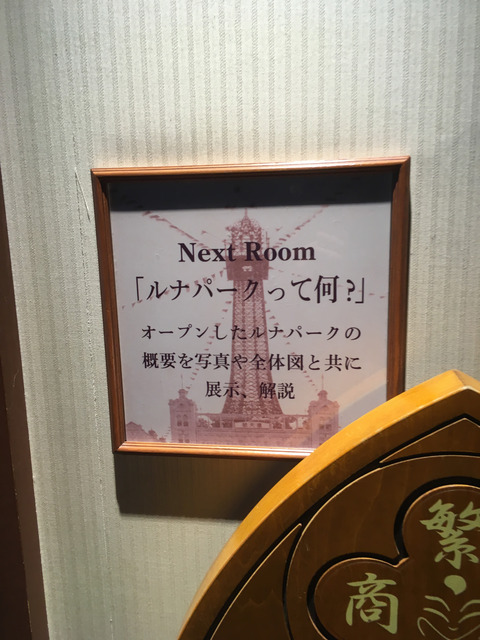 Next Room
「ルナパークって何?」
オープンしたルナパークの
概要を写真や全体図と共に
展示、解説
繁
商